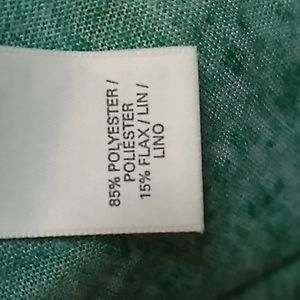 85% POLYESTER /
POLIESTER
15% FLAX / LIN /
LINO